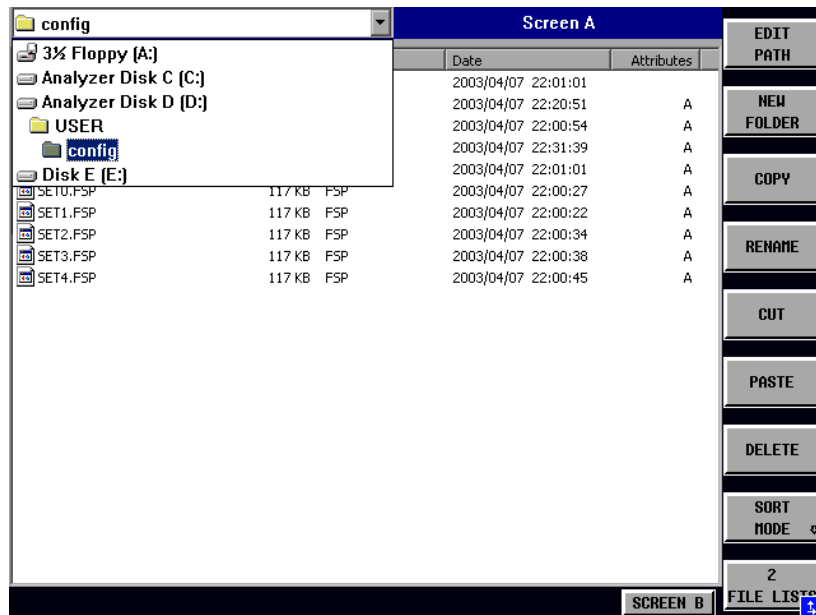 config
Screen A
3½ Floppy (A:)
Analyzer Disk C (C:)
Analyzer Disk D (D:)
USER
config
Disk E (E:)
Date Attributes
2003/04/07 22:01:01
2003/04/07 22:20:51 A
2003/04/07 22:00:54 A
2003/04/07 22:31:39 A
2003/04/07 22:01:01 A
SET0.FSP 117 KB FSP 2003/04/07 22:00:27 A
SET1.FSP 117 KB FSP 2003/04/07 22:00:22 A
SET2.FSP 117 KB FSP 2003/04/07 22:00:34 A
SET3.FSP 117 KB FSP 2003/04/07 22:00:38 A
SET4.FSP 117 KB FSP 2003/04/07 22:00:45 A
EDIT
PATH
NEW
FOLDER
COPY
RENAME
CUT
PASTE
DELETE
SORT
MODE
2
FILE LISTS
SCREEN B